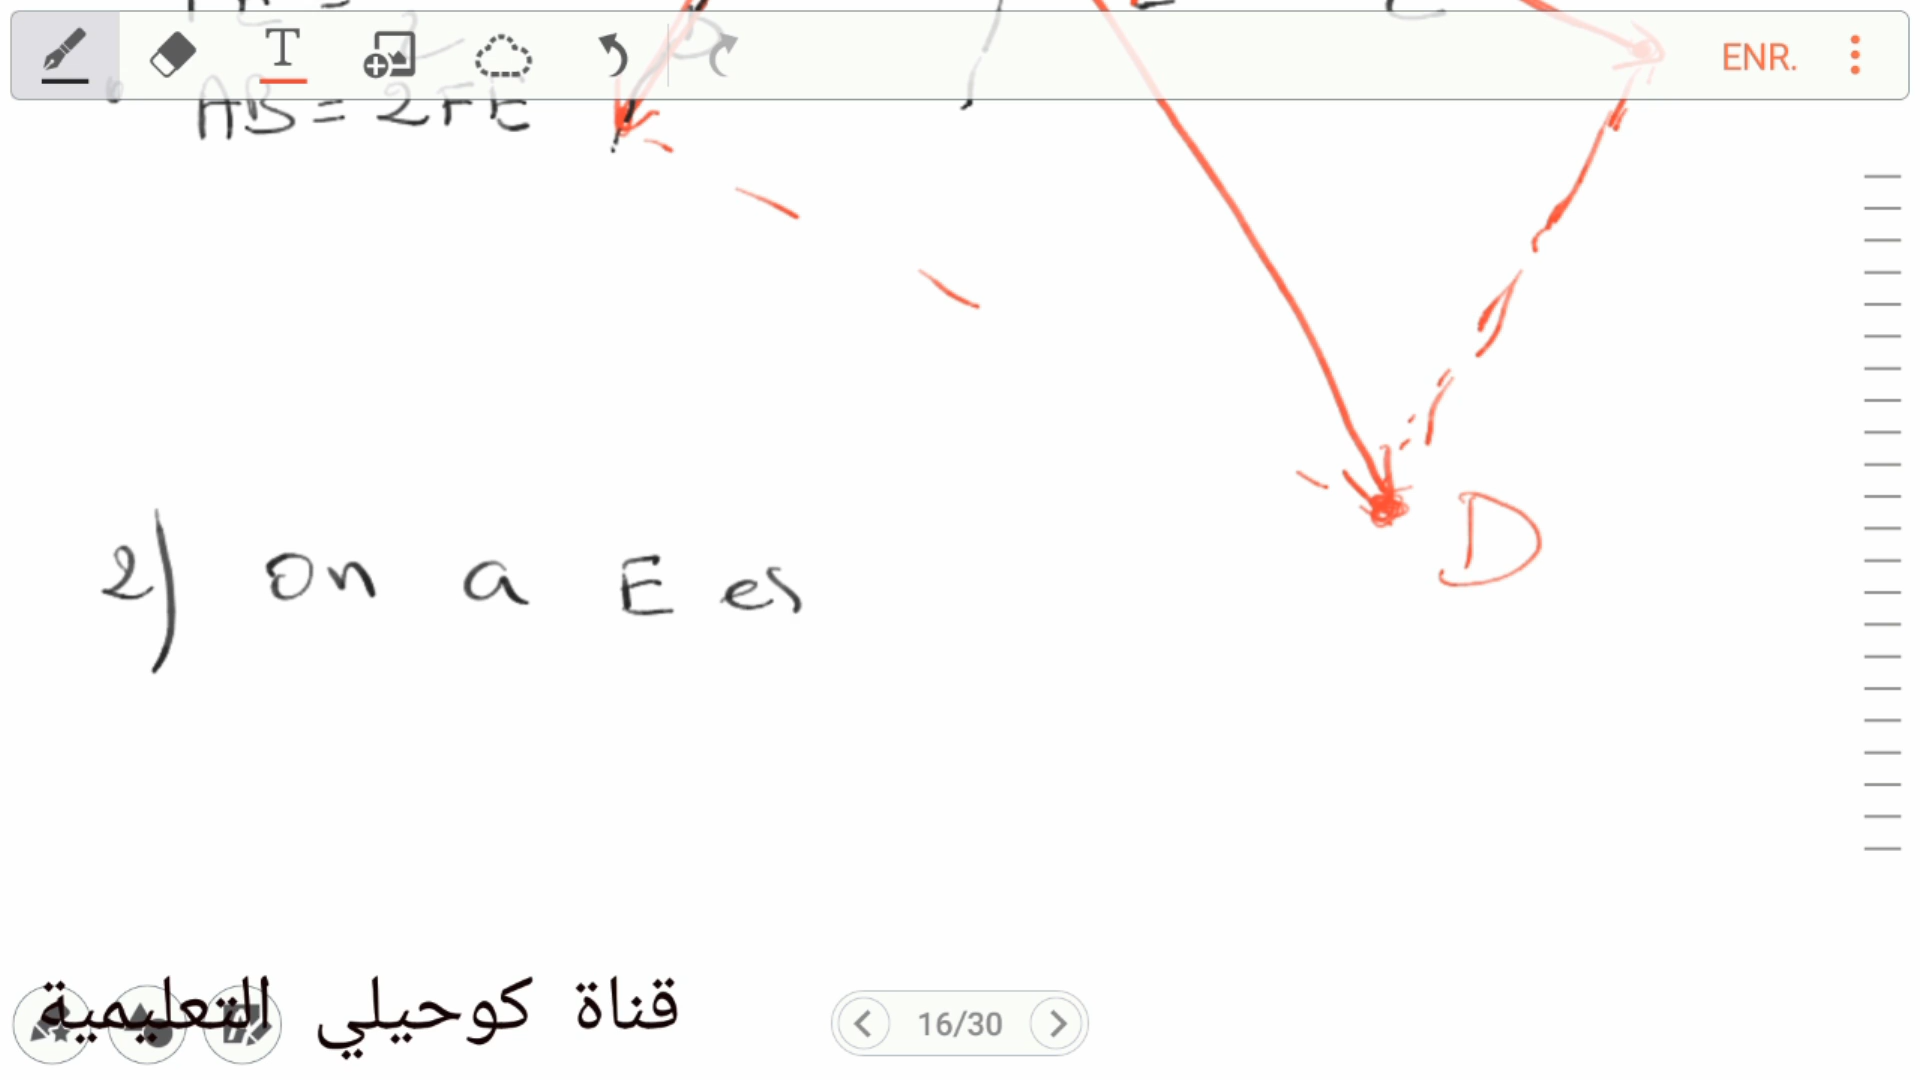 T
ENR.
AB = 2FE
D
2) on a E es
قناة كوحيلي التعليمية
16/30